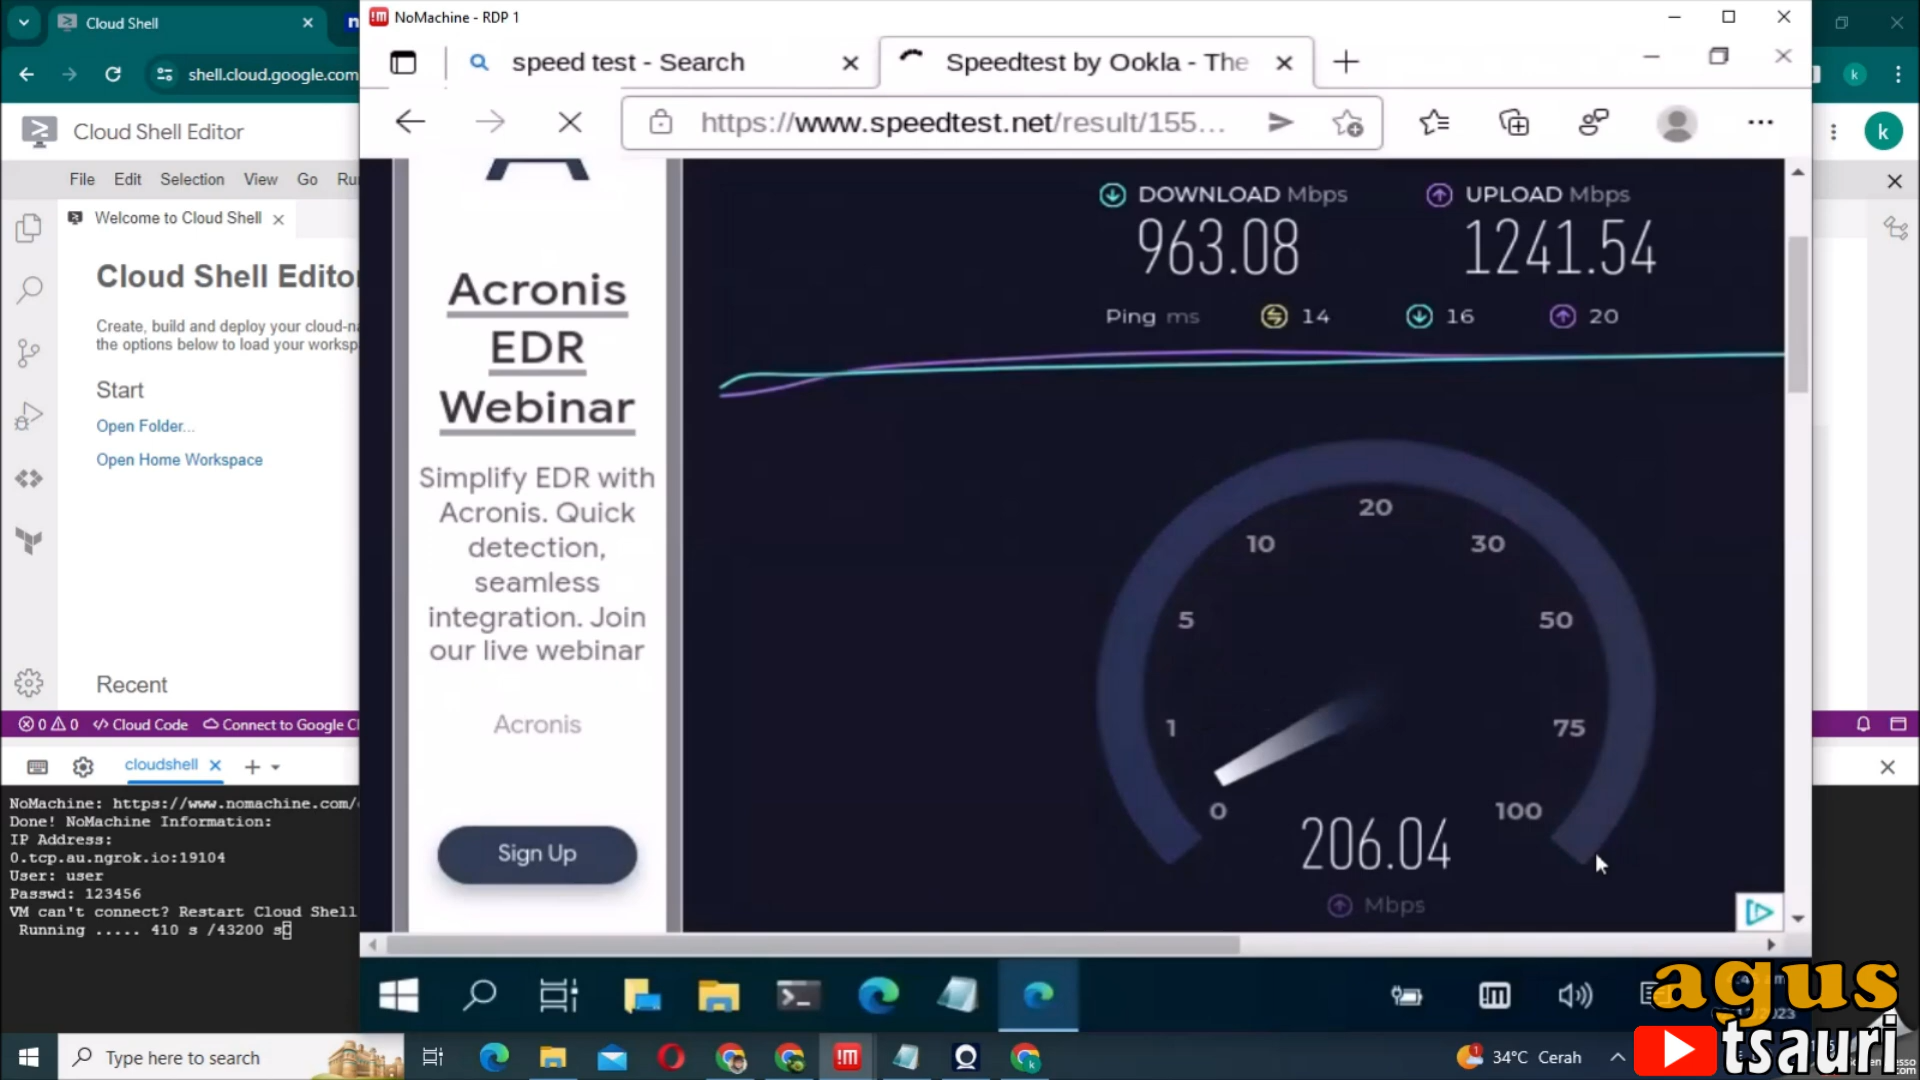 Cloud Shell
NoMachine - RDP 1
speed test - Search
Speedtest by Ookla - The
shell.cloud.google.com
https://www.speedtest.net/result/155...
k
Cloud Shell Editor
k
File Edit Selection View Go
Welcome to Cloud Shell
Cloud Shell Edito
Create, build and deploy your cloud-na
the options below to load your worksp
Start
Open Folder...
Open Home Workspace
Recent
0 0 Cloud Code Connect to Google Cl
cloudshell
NoMachine: https://www.nomachine.com/
Done! NoMachine Information:
IP Address:
0.tcp.au.ngrok.io:19104
User: user
Passwd: 123456
VM can't connect? Restart Cloud Shell
Running ..... 410 s /43200 s
Acronis
EDR
Webinar
Simplify EDR with
Acronis. Quick
detection,
seamless
integration. Join
our live webinar
Acronis
Sign Up
DOWNLOAD Mbps
963.08
UPLOAD Mbps
1241.54
Ping ms 14 16 20
0
1
5
10
20
30
50
75
100
206.04
Mbps
!M
Type here to search
34°C Cerah
agus
tsauri